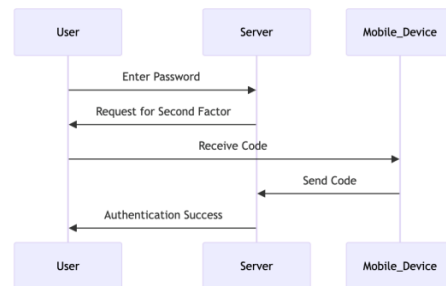 User Server Mobile_Device
Enter Password
Request for Second Factor
Receive Code
Send Code
Authentication Success
User Server Mobile_Device